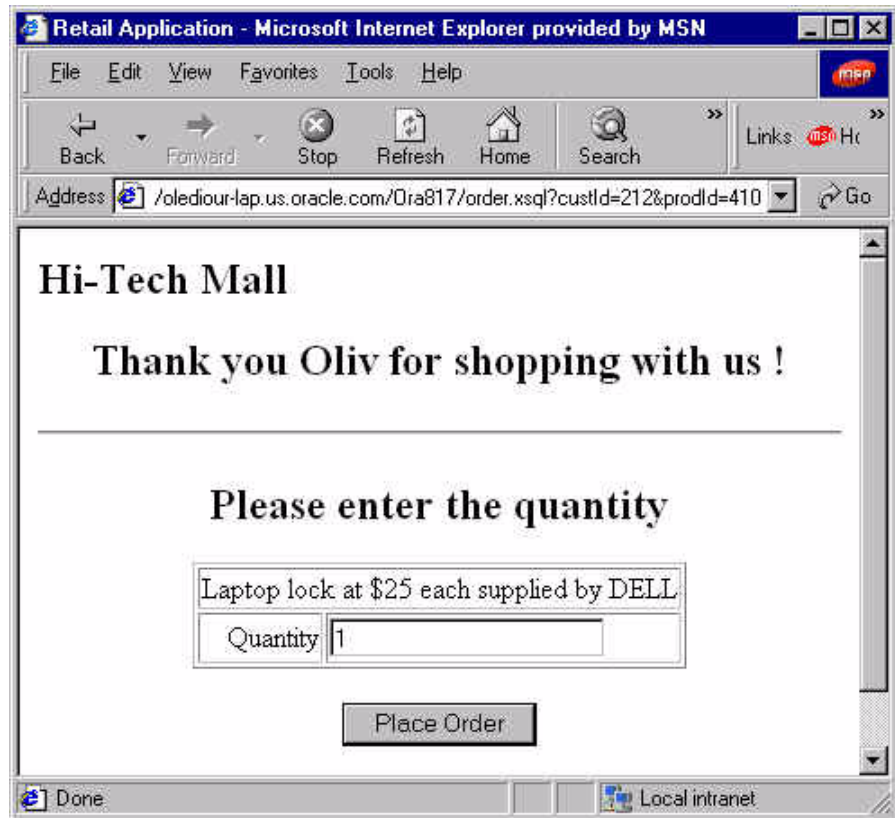 Retail Application - Microsoft Internet Explorer provided by MSN
File Edit View Favorites Tools Help
msn
Back Forward Stop Refresh Home Search » Links msn Hc »
Address /olediour-lap.us.oracle.com/Ora817/order.xsql?custId=212&prodId=410 Go
Hi-Tech Mall
Thank you Oliv for shopping with us !
Please enter the quantity
Laptop lock at $25 each supplied by DELL
Quantity 1
Place Order
Done Local intranet